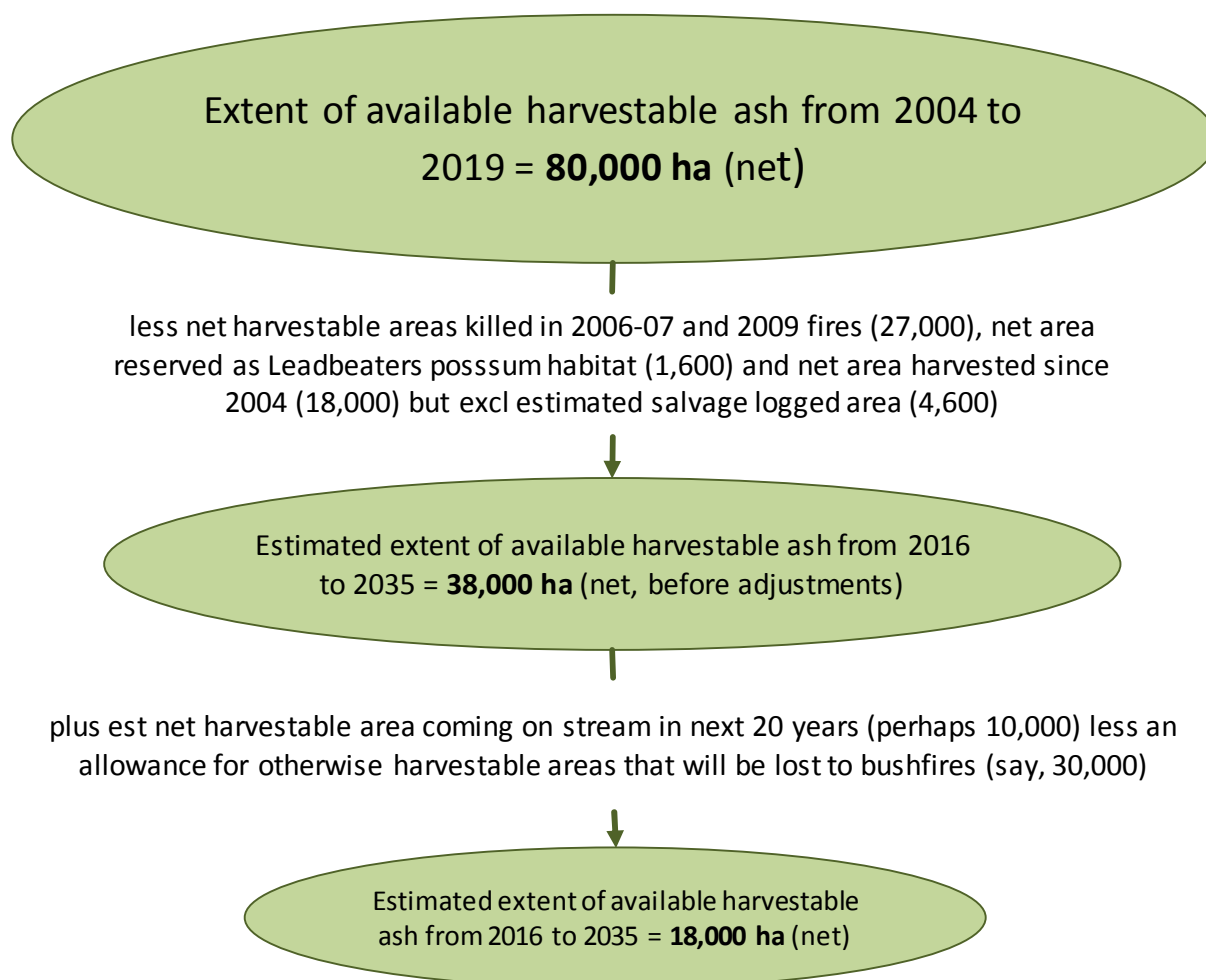 Extent of available harvestable ash from 2004 to
2019 = 80,000 ha (net)
less net harvestable areas killed in 2006-07 and 2009 fires (27,000), net area
reserved as Leadbeaters posssum habitat (1,600) and net area harvested since
2004 (18,000) but excl estimated salvage logged area (4,600)
Estimated extent of available harvestable ash from 2016
to 2035 = 38,000 ha (net, before adjustments)
plus est net harvestable area coming on stream in next 20 years (perhaps 10,000) less an
allowance for otherwise harvestable areas that will be lost to bushfires (say, 30,000)
Estimated extent of available harvestable
ash from 2016 to 2035 = 18,000 ha (net)